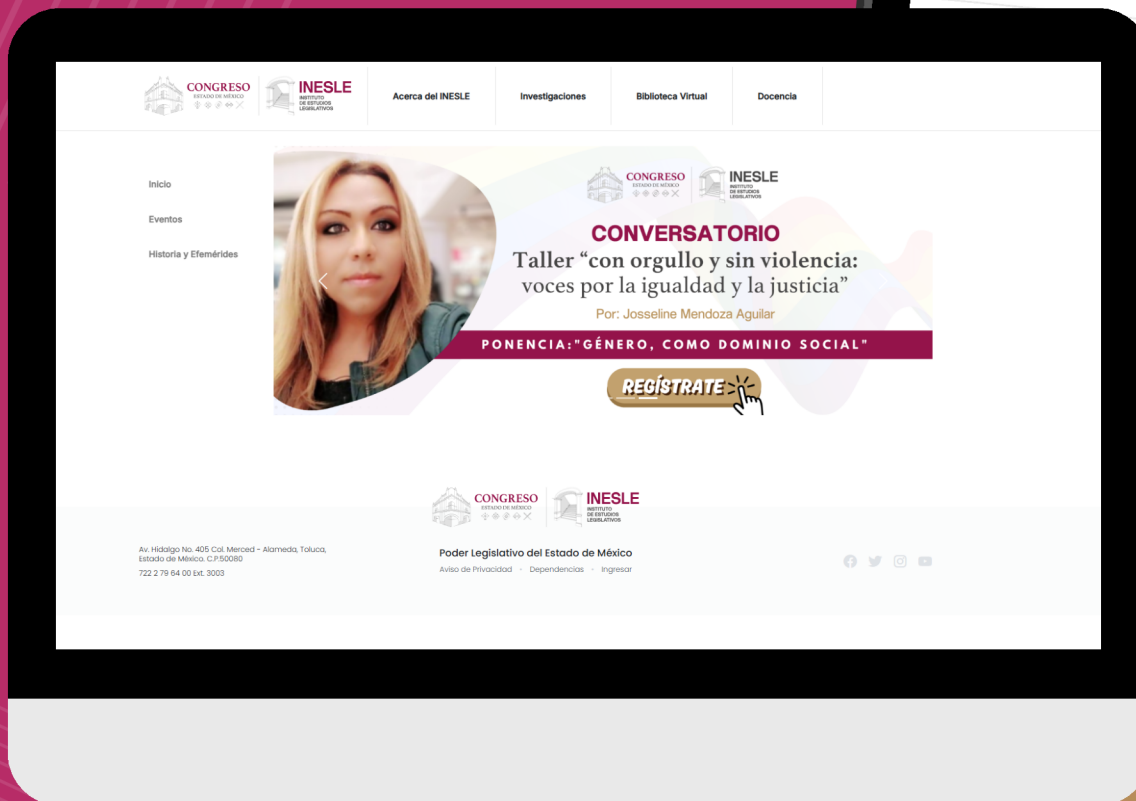 CONGRESO
ESTADO DE MÉXICO
INESLE
INSTITUTO
DE ESTUDIOS
LEGISLATIVOS
Acerca del INESLE
Investigaciones
Biblioteca Virtual
Docencia
Inicio
Eventos
Historia y Efemérides
CONGRESO
ESTADO DE MÉXICO
INESLE
INSTITUTO
DE ESTUDIOS
LEGISLATIVOS
CONVERSATORIO
Taller “con orgullo y sin violencia:
voces por la igualdad y la justicia”
Por: Josseline Mendoza Aguilar
PONENCIA:"GÉNERO, COMO DOMINIO SOCIAL"
REGÍSTRATE
CONGRESO
ESTADO DE MÉXICO
INESLE
INSTITUTO
DE ESTUDIOS
LEGISLATIVOS
Av. Hidalgo No. 405 Col. Merced - Alameda, Toluca,
Estado de México. C.P.50080
722 2 79 64 00 Ext. 3003
Poder Legislativo del Estado de México
Aviso de Privacidad - Dependencias - Ingresar